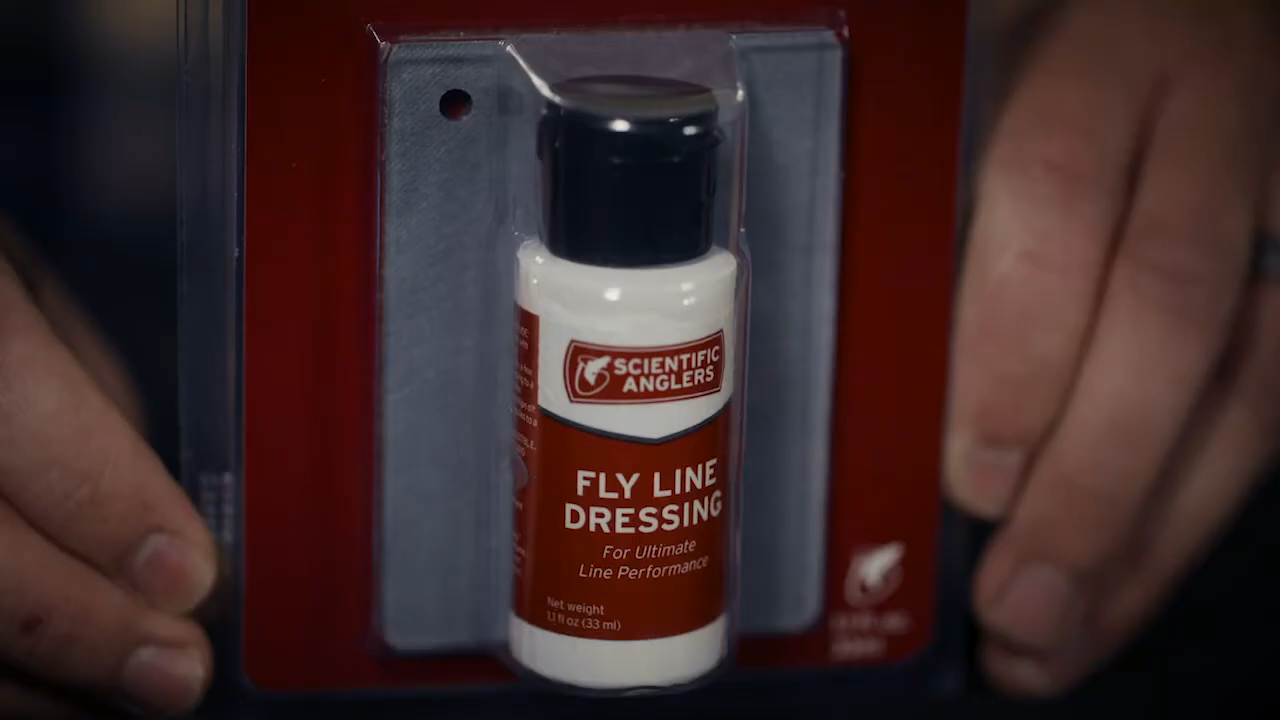 SCIENTIFIC
ANGLERS
FLY LINE
DRESSING
For Ultimate
Line Performance
Net weight
1.1 fl oz (33 ml)